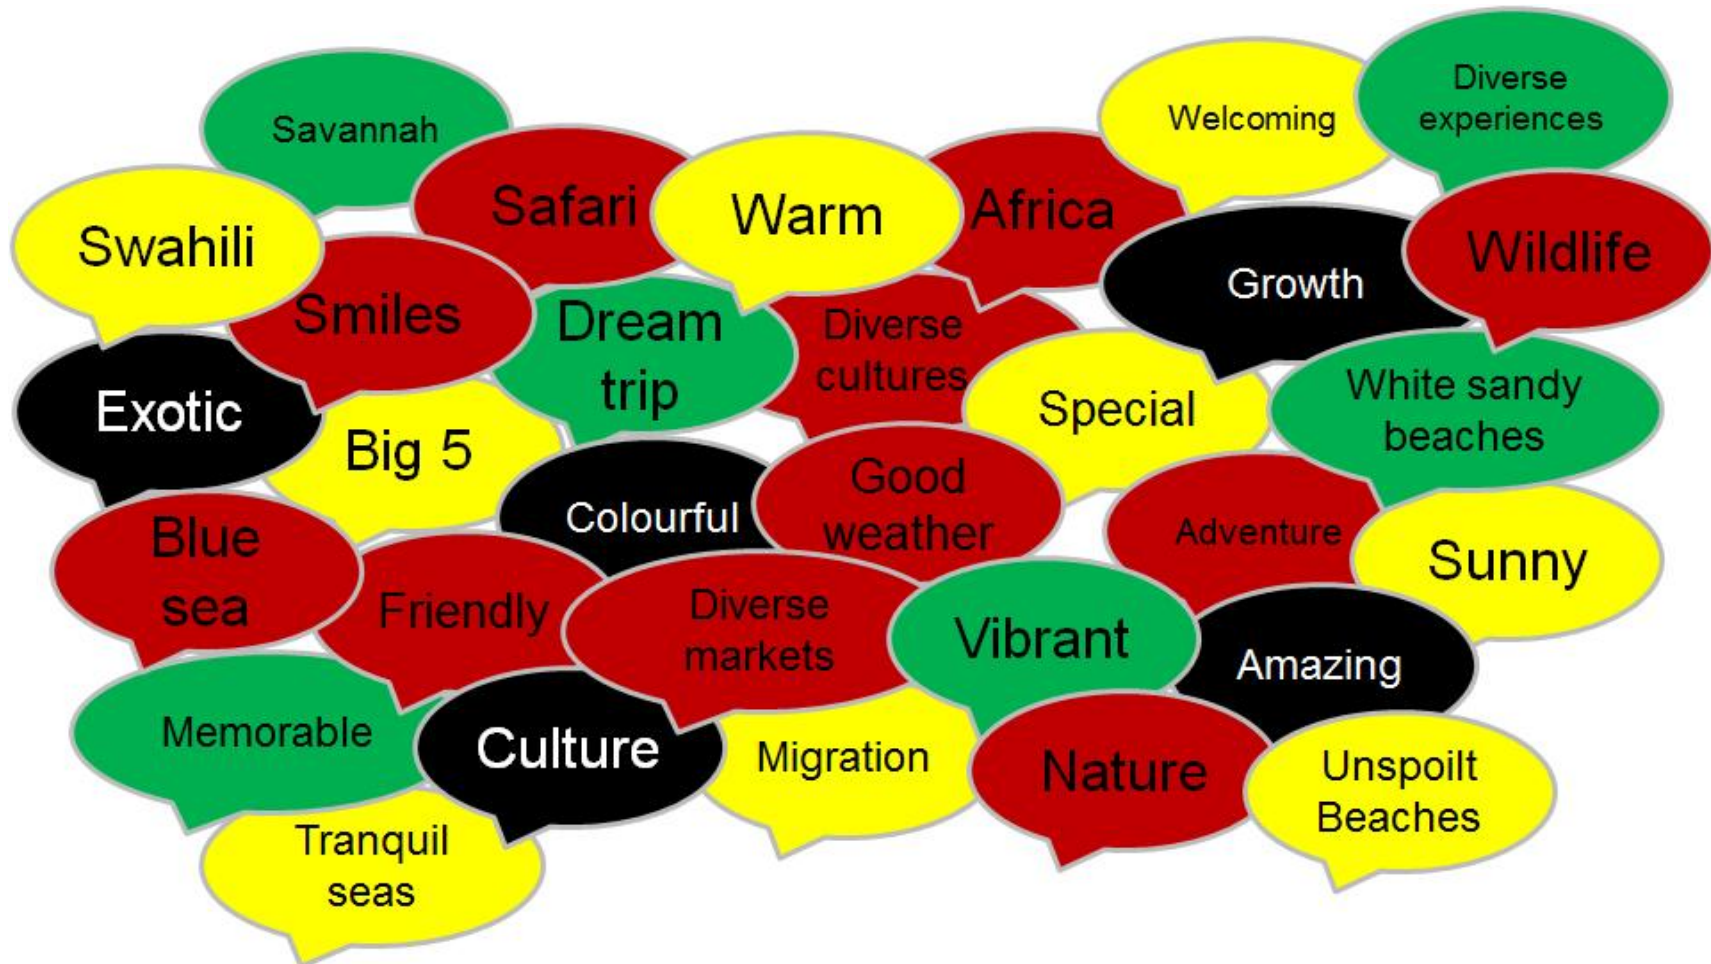 Savannah
Welcoming
Diverse
experiences
Swahili
Safari
Warm
Africa
Wildlife
Smiles
Dream
trip
Diverse
cultures
Growth
Exotic
Big 5
Special
White sandy
beaches
Colourful
Good
weather
Adventure
Sunny
Blue
sea
Friendly
Diverse
markets
Vibrant
Amazing
Memorable
Culture
Migration
Nature
Unspoilt
Beaches
Tranquil
seas